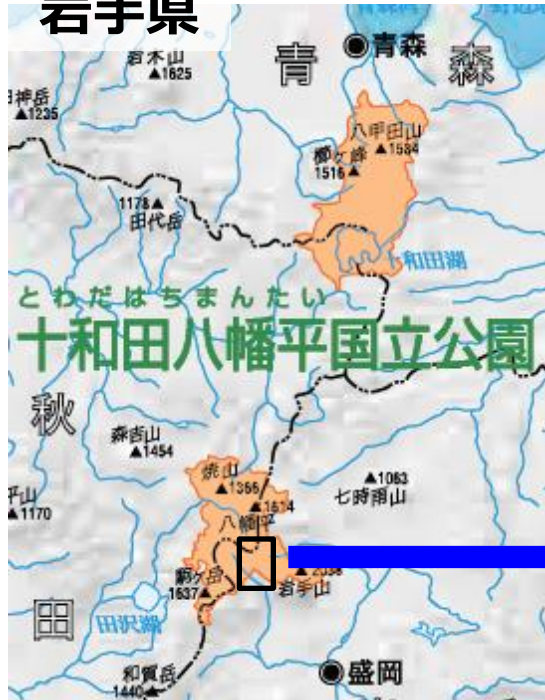 岩手県
青森
青
森
岩木山
▲1625
▲1235
八甲田山
▲1584
櫛ヶ峰
1516▲
1178▲
田代岳
十和田湖
とわだはちまんたい
十和田八幡平国立公園
秋
森吉山
▲1454
焼山
▲1366
▲1063
七時雨山
▲1170
▲1614
八幡平
駒ヶ岳
1637▲
▲2038
岩手山
田
田沢湖
和賀岳
1440▲
盛岡